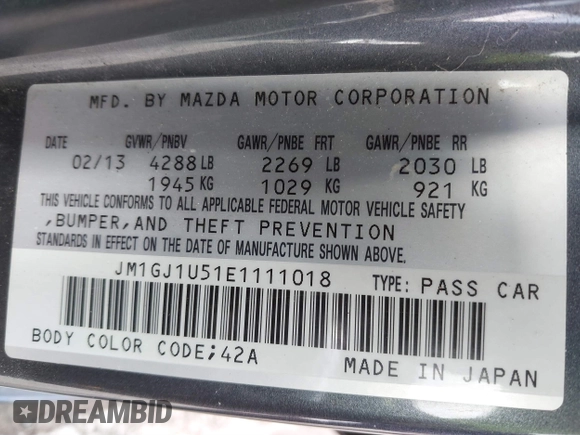 MFD. BY MAZDA MOTOR CORPORATION
DATE GVWR/PNBV GAWR/PNBE FRT GAWR/PNBE RR
02/13 4288 LB 2269 LB 2030 LB
1945 KG 1029 KG 921 KG
THIS VEHICLE CONFORMS TO ALL APPLICABLE FEDERAL MOTOR VEHICLE SAFETY
,BUMPER,AND THEFT PREVENTION
STANDARDS IN EFFECT ON THE DATE OF MANUFACTURE SHOWN ABOVE.
JM1GJ1U51E1111018 TYPE: PASS CAR
BODY COLOR CODE;42A
MADE IN JAPAN
DREAMBID